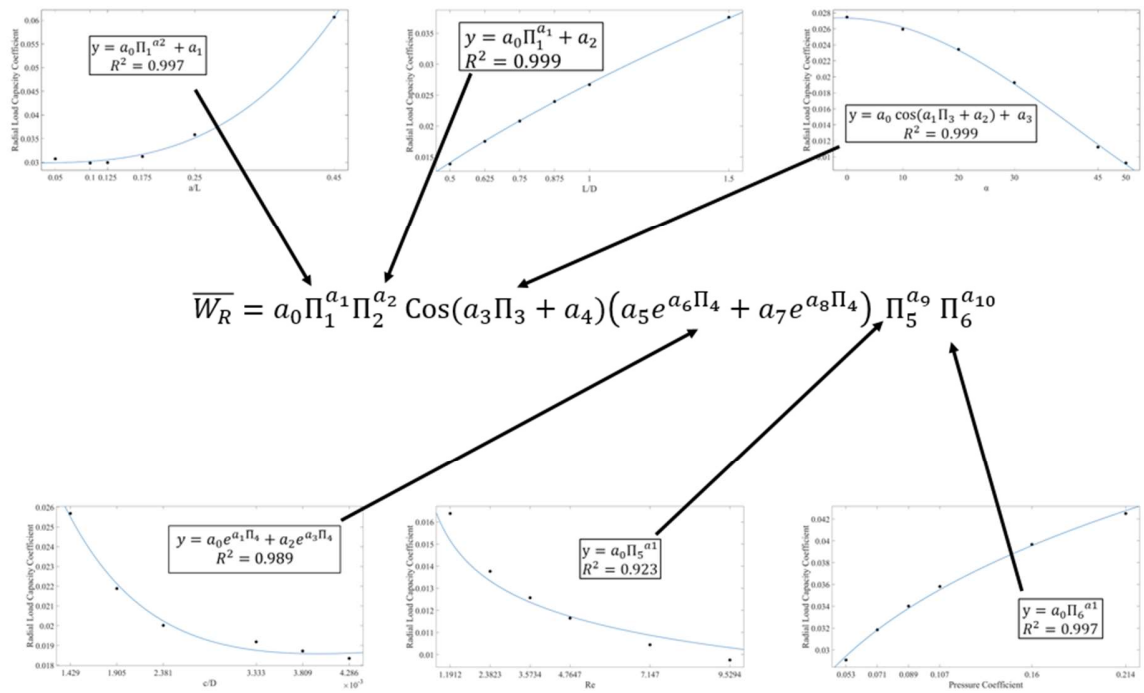 Radial Load Capacity Coefficient
0.06
0.055
0.05
0.045
0.04
0.035
0.03
y = a₀Π₁^a2 + a₁
R² = 0.997
0.05 0.1 0.125 0.175 0.25 0.45
a/L
Radial Load Capacity Coefficient
0.035
0.03
0.025
0.02
0.015
y = a₀Π₁^a₁ + a₂
R² = 0.999
0.5 0.625 0.75 0.875 1 1.5
L/D
Radial Load Capacity Coefficient
0.028
0.026
0.024
0.022
0.02
0.018
0.016
0.014
0.012
0.01
y = a₀ cos(a₁Π₃ + a₂) + a₃
R² = 0.999
0 10 20 30 45 50
α
W̅_R̅ = a₀Π₁^a₁Π₂^a₂ Cos(a₃Π₃ + a₄)(a₅e^a₆Π₄ + a₇e^a₈Π₄) Π₅^a₉ Π₆^a₁₀
Radial Load Capacity Coefficient
0.026
0.025
0.024
0.023
0.022
0.021
0.02
0.019
0.018
y = a₀e^a₁Π₄ + a₂e^a₃Π₄
R² = 0.989
1.429 1.905 2.381 3.333 3.809 4.286
c/D ×10⁻³
Radial Load Capacity Coefficient
0.016
0.015
0.014
0.013
0.012
0.011
0.01
y = a₀Π₅^a1
R² = 0.923
1.1912 2.3823 3.5734 4.7647 7.147 9.5294
Re
Radial Load Capacity Coefficient
0.042
0.04
0.038
0.036
0.034
0.032
0.03
y = a₀Π₆^a1
R² = 0.997
0.053 0.071 0.089 0.107 0.16 0.214
Pressure Coefficient